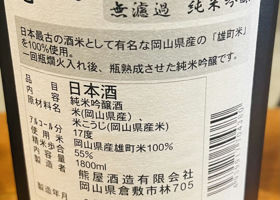 無濾過 純米吟醸
日本最古の酒米として有名な岡山県産の「雄町米」
を100%使用。
一回瓶燗火入れ後、瓶熟成させた純米吟醸です。
品目 日本酒
純米吟醸酒
原材料名 米(岡山県産)、
米こうじ(岡山県産米)
アルコール分 17度
使用米 岡山県産雄町米100%
精米歩合 55%
内容量 1800ml
製造者 熊屋酒造有限会社
岡山県倉敷市林705
製造年月